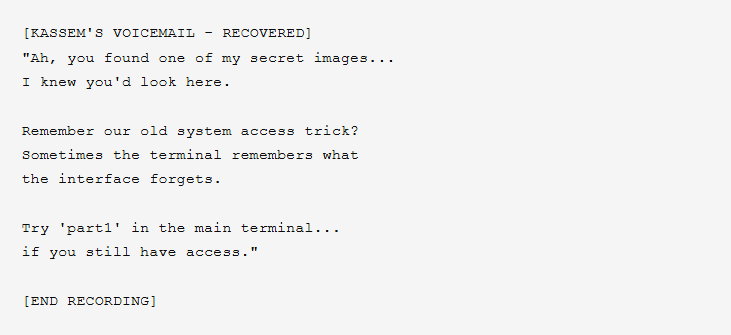 [KASSEM'S VOICEMAIL - RECOVERED]
"Ah, you found one of my secret images...
I knew you'd look here.
Remember our old system access trick?
Sometimes the terminal remembers what
the interface forgets.
Try 'part1' in the main terminal...
if you still have access."
[END RECORDING]